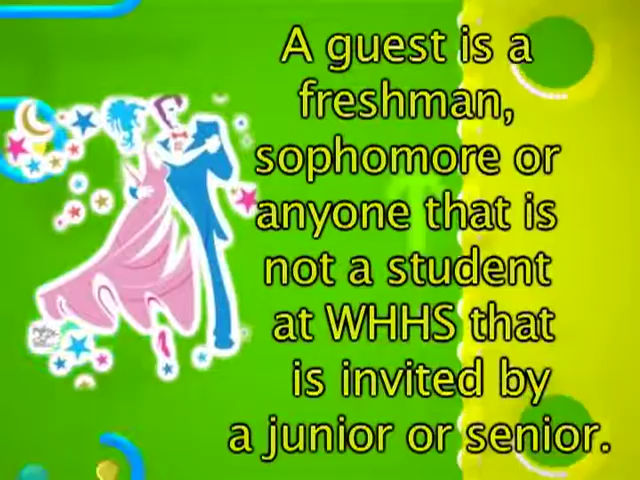 A guest is a
freshman,
sophomore or
anyone that is
not a student
at WHHS that
is invited by
a junior or senior.